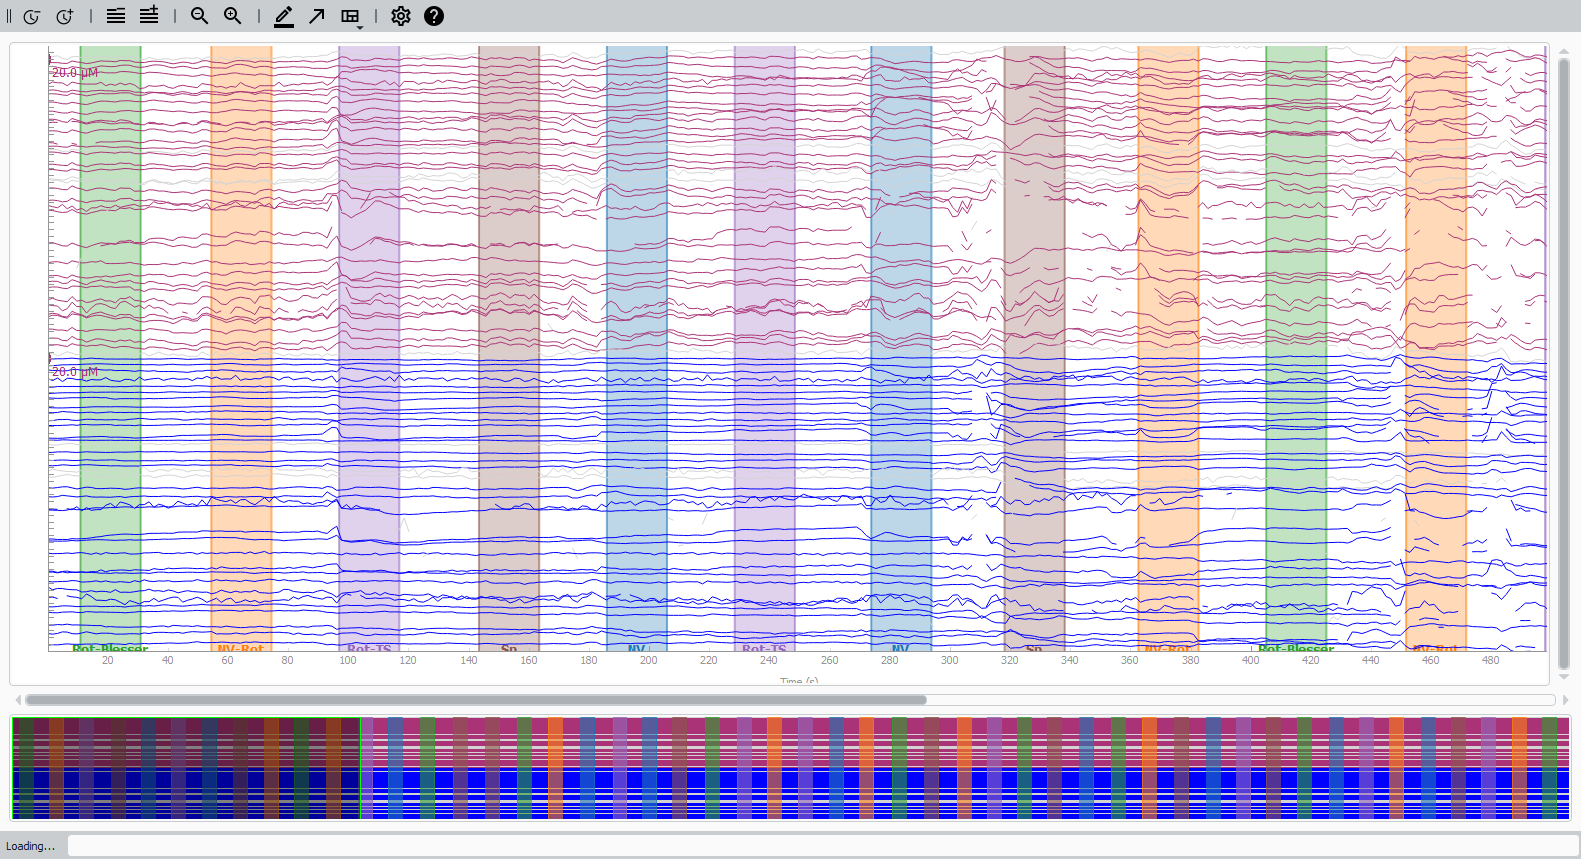 20.0 µM
20.0 µM
Rot-Blesser NV-Rot Rot-TS Sp NV Rot-TS NV Sp NV-Rot Rot-Blesser NV-Rot
20 40 60 80 100 120 140 160 180 200 220 240 260 280 300 320 340 360 380 400 420 440 460 480
Time (s)
Loading...